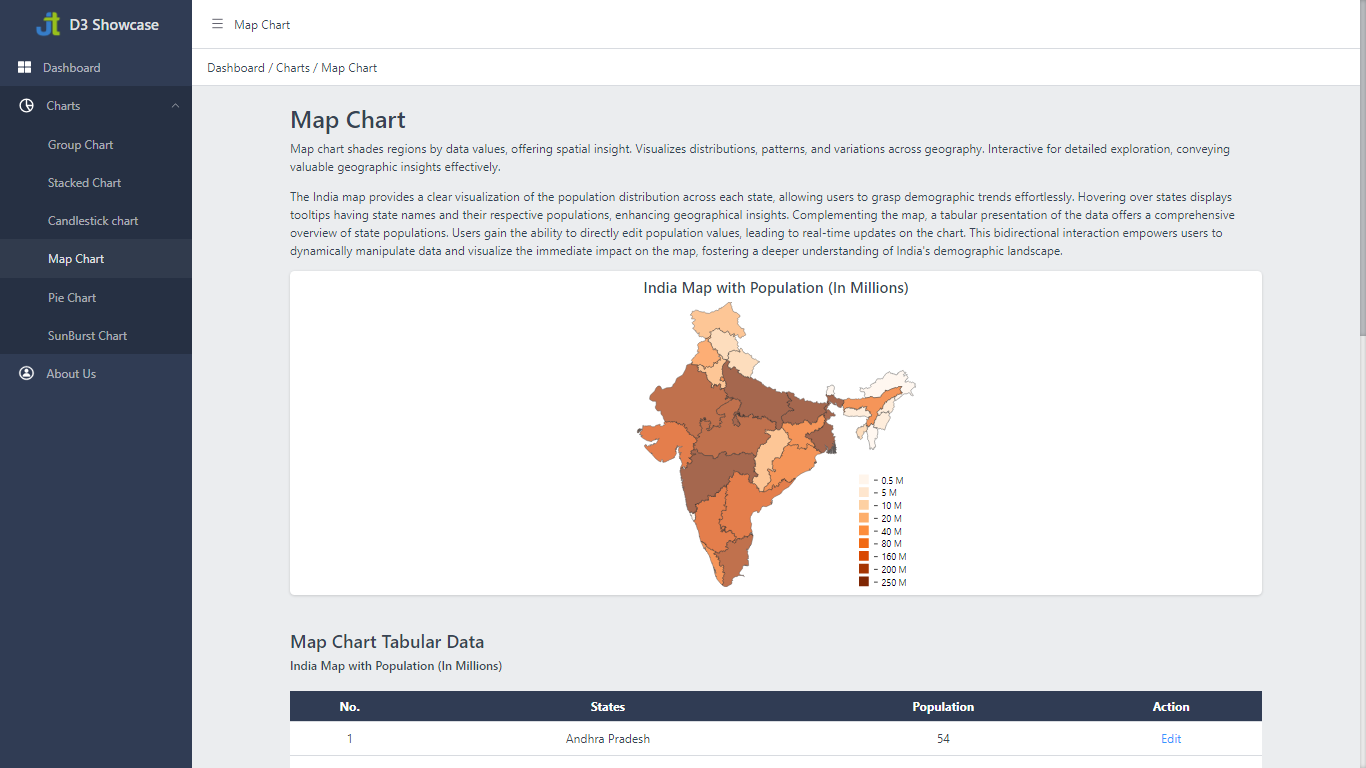 D3 Showcase
Dashboard
Charts
Group Chart
Stacked Chart
Candlestick chart
Map Chart
Pie Chart
SunBurst Chart
About Us
Map Chart
Dashboard / Charts / Map Chart
Map Chart
Map chart shades regions by data values, offering spatial insight. Visualizes distributions, patterns, and variations across geography. Interactive for detailed exploration, conveying
valuable geographic insights effectively.
The India map provides a clear visualization of the population distribution across each state, allowing users to grasp demographic trends effortlessly. Hovering over states displays
tooltips having state names and their respective populations, enhancing geographical insights. Complementing the map, a tabular presentation of the data offers a comprehensive
overview of state populations. Users gain the ability to directly edit population values, leading to real-time updates on the chart. This bidirectional interaction empowers users to
dynamically manipulate data and visualize the immediate impact on the map, fostering a deeper understanding of India's demographic landscape.
India Map with Population (In Millions)
- 0.5 M
- 5 M
- 10 M
- 20 M
- 40 M
- 80 M
- 160 M
- 200 M
- 250 M
Map Chart Tabular Data
India Map with Population (In Millions)
No. States Population Action
1 Andhra Pradesh 54 Edit